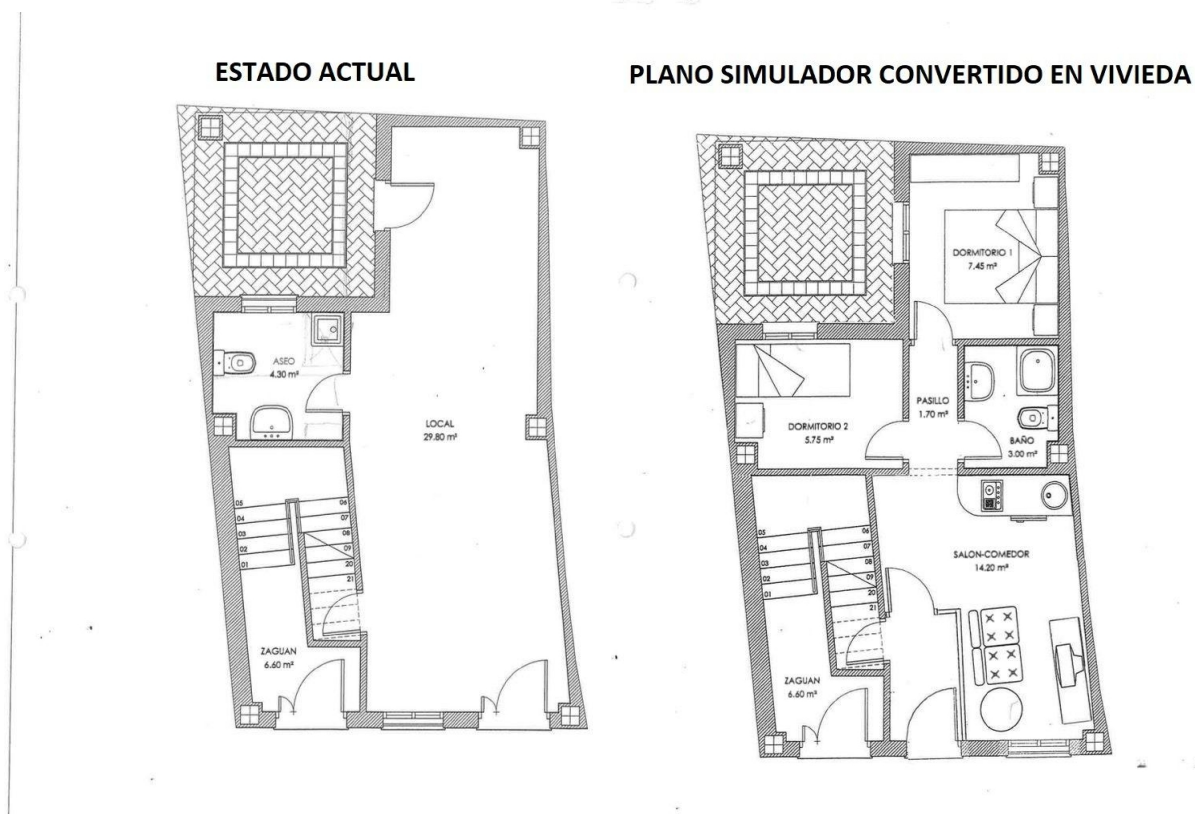 ESTADO ACTUAL
ASEO
4.30 m²
LOCAL
29.80 m²
05
04
03
02
01
06
07
08
09
20
21
ZAGUAN
6.60 m²
PLANO SIMULADOR CONVERTIDO EN VIVIEDA
DORMITORIO 1
7.45 m²
PASILLO
1.70 m²
DORMITORIO 2
5.75 m²
BAÑO
3.00 m²
05
04
03
02
01
06
07
08
09
20
21
SALON-COMEDOR
14.20 m²
ZAGUAN
6.60 m²